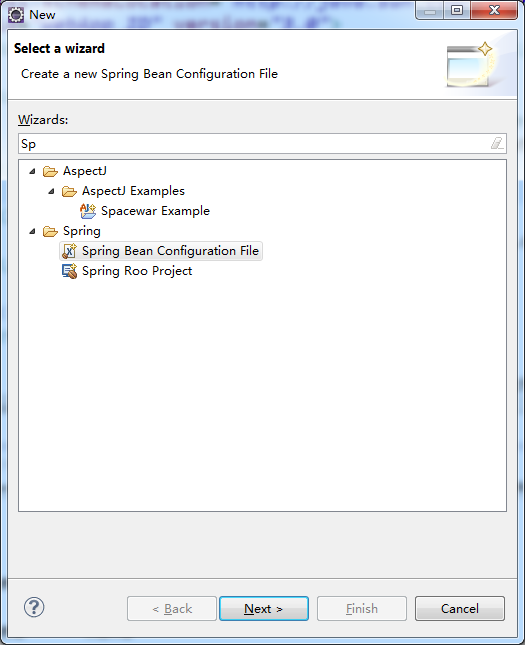 New
Select a wizard
Create a new Spring Bean Configuration File
Wizards:
Sp
AspectJ
AspectJ Examples
Spacewar Example
Spring
Spring Bean Configuration File
Spring Roo Project
< Back
Next >
Finish
Cancel